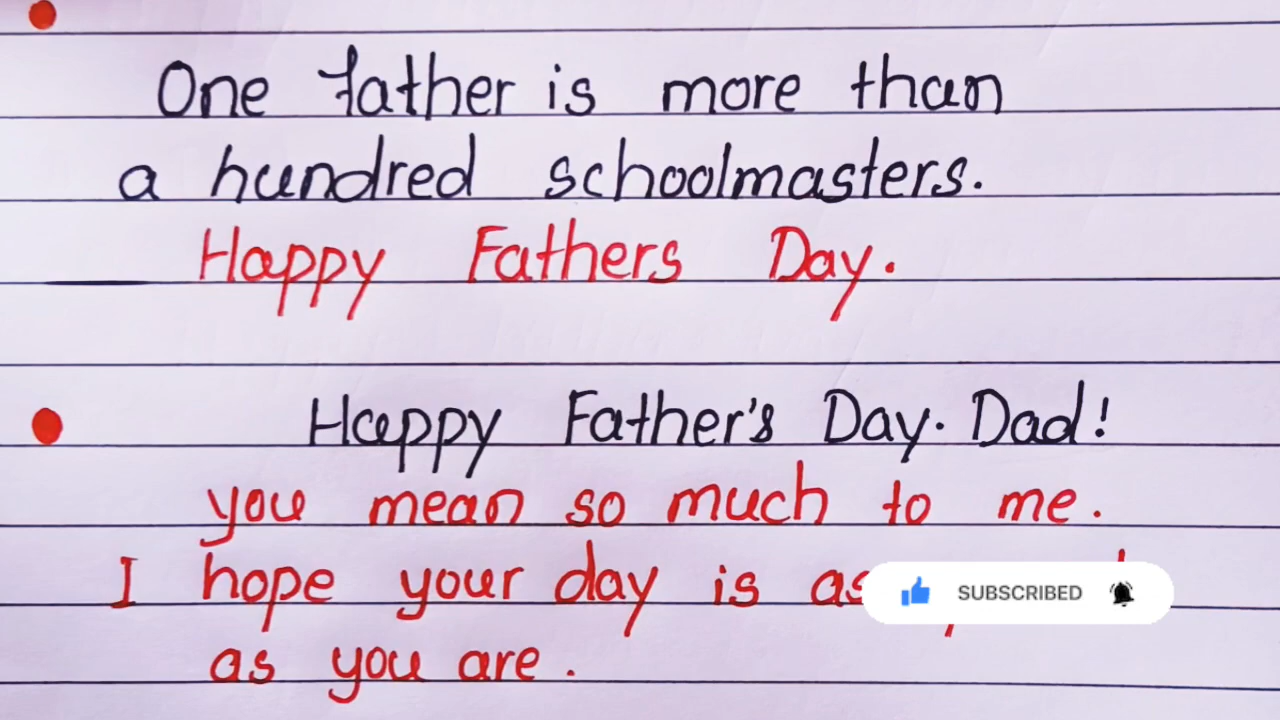 One father is more than
a hundred schoolmasters.
Happy Fathers Day.
Happy Father's Day. Dad!
you mean so much to me.
I hope your day is as
SUBSCRIBED
as you are.